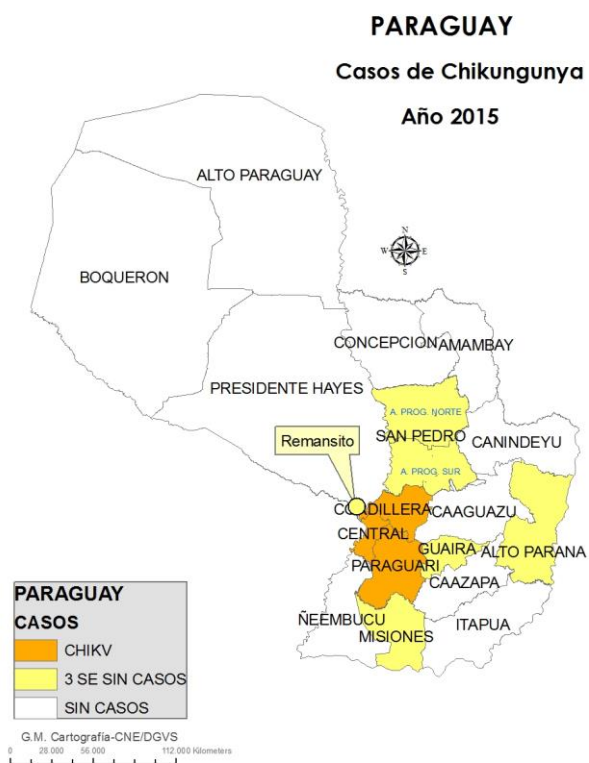 PARAGUAY
Casos de Chikungunya
Año 2015
ALTO PARAGUAY
N
W E
S
BOQUERON
CONCEPCION AMAMBAY
PRESIDENTE HAYES
A. PROG. NORTE
Remansito
SAN PEDRO CANINDEYU
A. PROG. SUR
CORDILLERA CAAGUAZU
CENTRAL
GUAIRA ALTO PARANA
PARAGUARI
CAAZAPA
ÑEEMBUCU
MISIONES ITAPUA
PARAGUAY
CASOS
CHIKV
3 SE SIN CASOS
SIN CASOS
G.M. Cartografía-CNE/DGVS
0 28.000 56.000 112.000 Kilometers